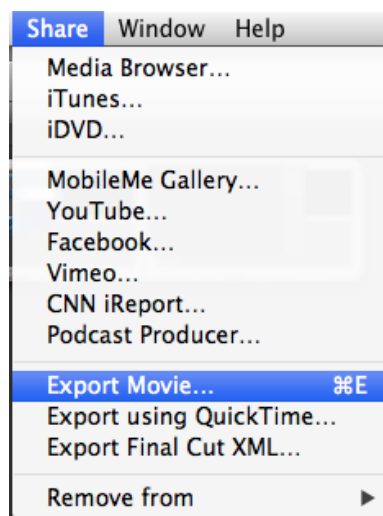 Share Window Help
Media Browser...
iTunes...
iDVD...
MobileMe Gallery...
YouTube...
Facebook...
Vimeo...
CNN iReport...
Podcast Producer...
Export Movie... ⌘E
Export using QuickTime...
Export Final Cut XML...
Remove from ▶